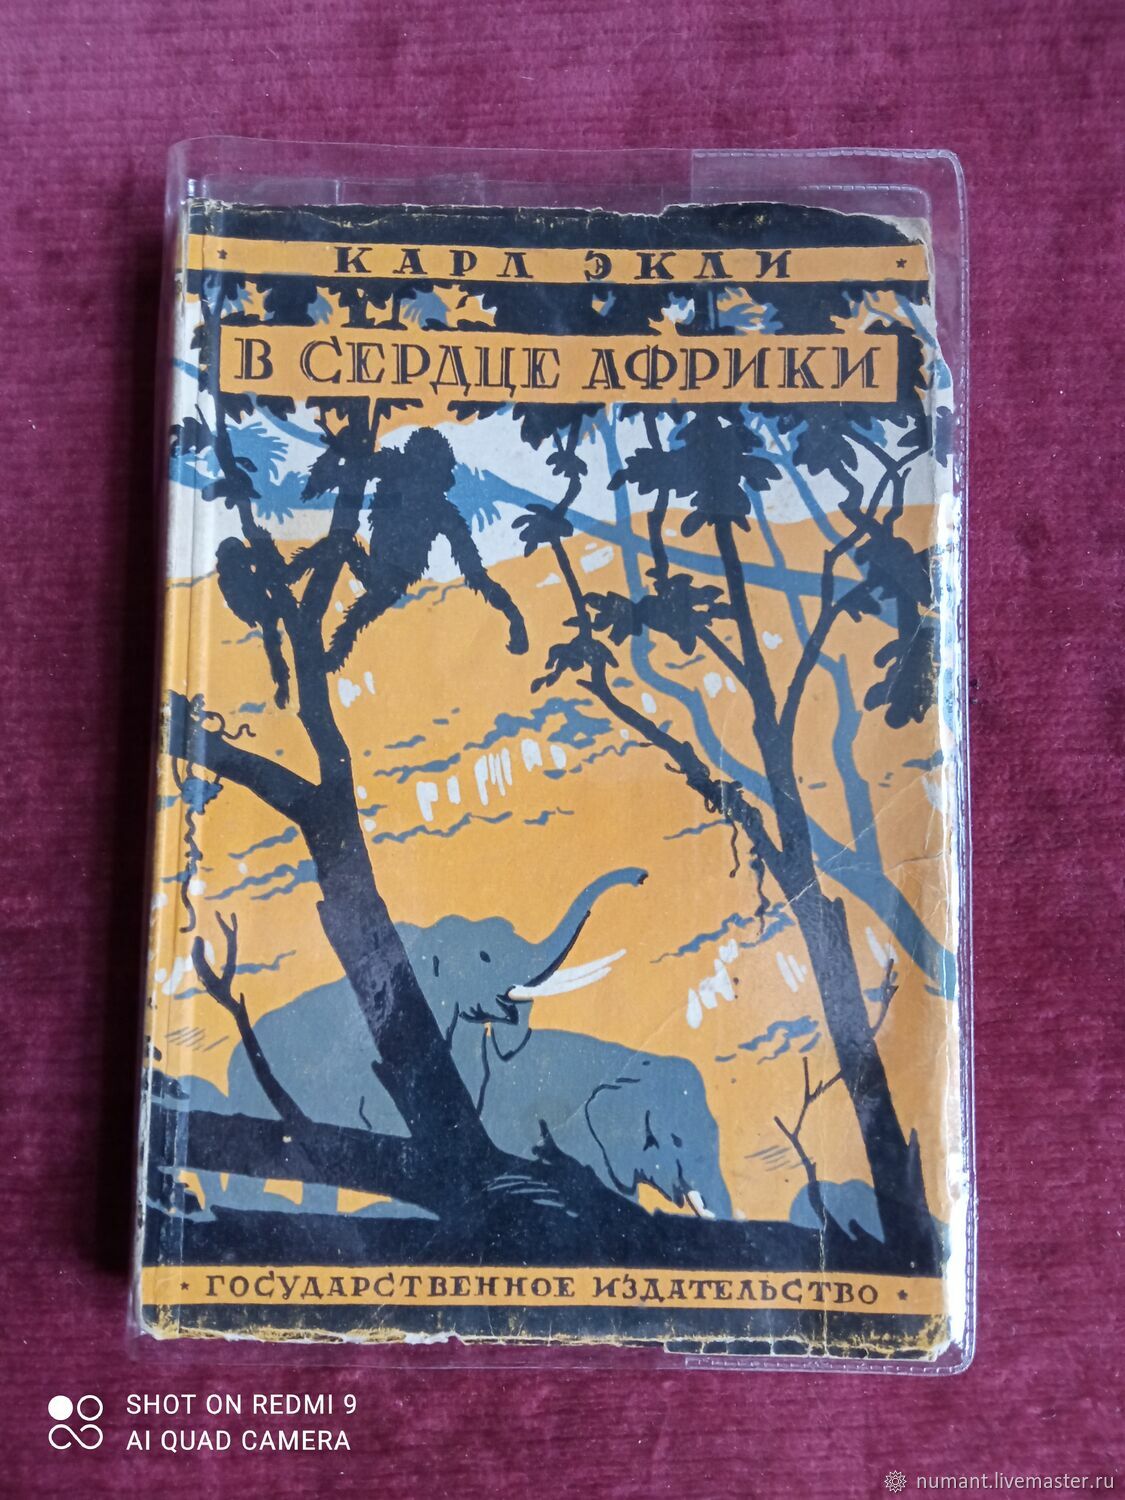 * КАРЛ ЭКЛИ *
В СЕРДЦЕ АФРИКИ
* ГОСУДАРСТВЕННОЕ ИЗДАТЕЛЬСТВО *
SHOT ON REDMI 9
AI QUAD CAMERA
numant.livemaster.ru